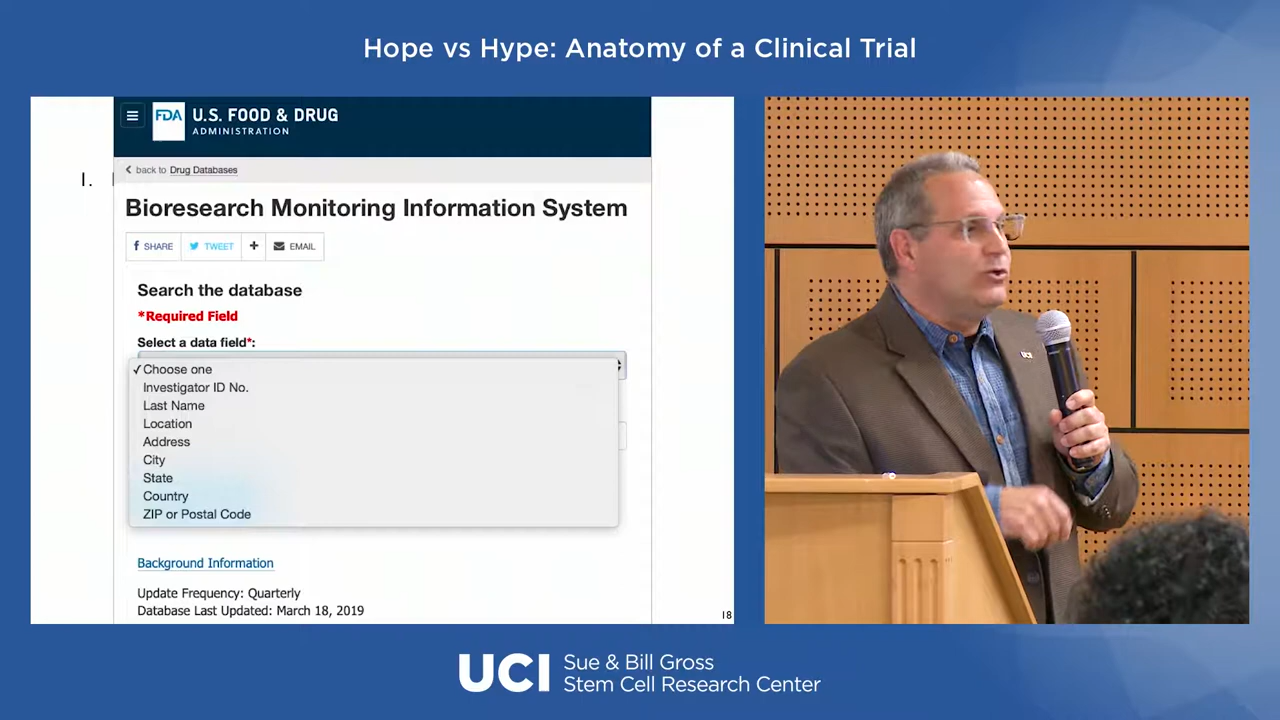 Hope vs Hype: Anatomy of a Clinical Trial
I.
FDA U.S. FOOD & DRUG
ADMINISTRATION
back to Drug Databases
Bioresearch Monitoring Information System
SHARE TWEET + EMAIL
Search the database
*Required Field
Select a data field*:
✓Choose one
Investigator ID No.
Last Name
Location
Address
City
State
Country
ZIP or Postal Code
Background Information
Update Frequency: Quarterly
Database Last Updated: March 18, 2019
18
UCI
UCI Sue & Bill Gross
Stem Cell Research Center